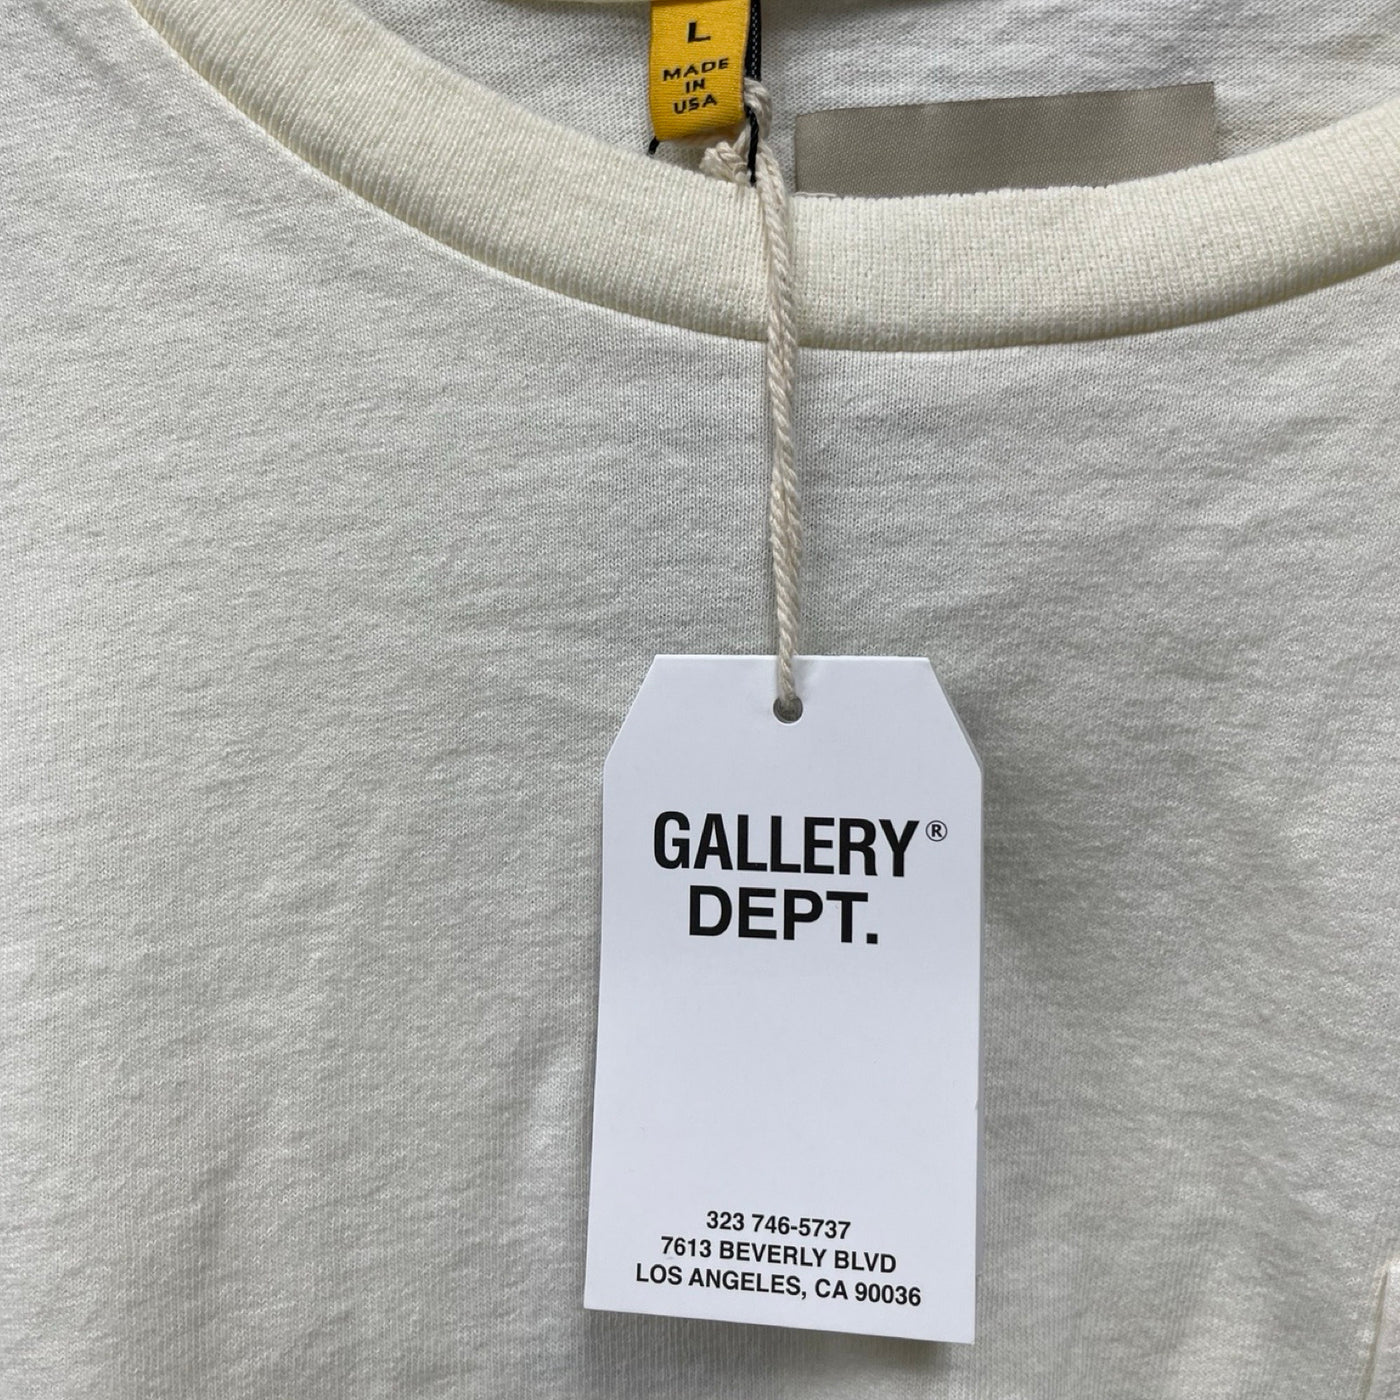 L
MADE
IN
USA
GALLERY®
DEPT.
323 746-5737
7613 BEVERLY BLVD
LOS ANGELES, CA 90036